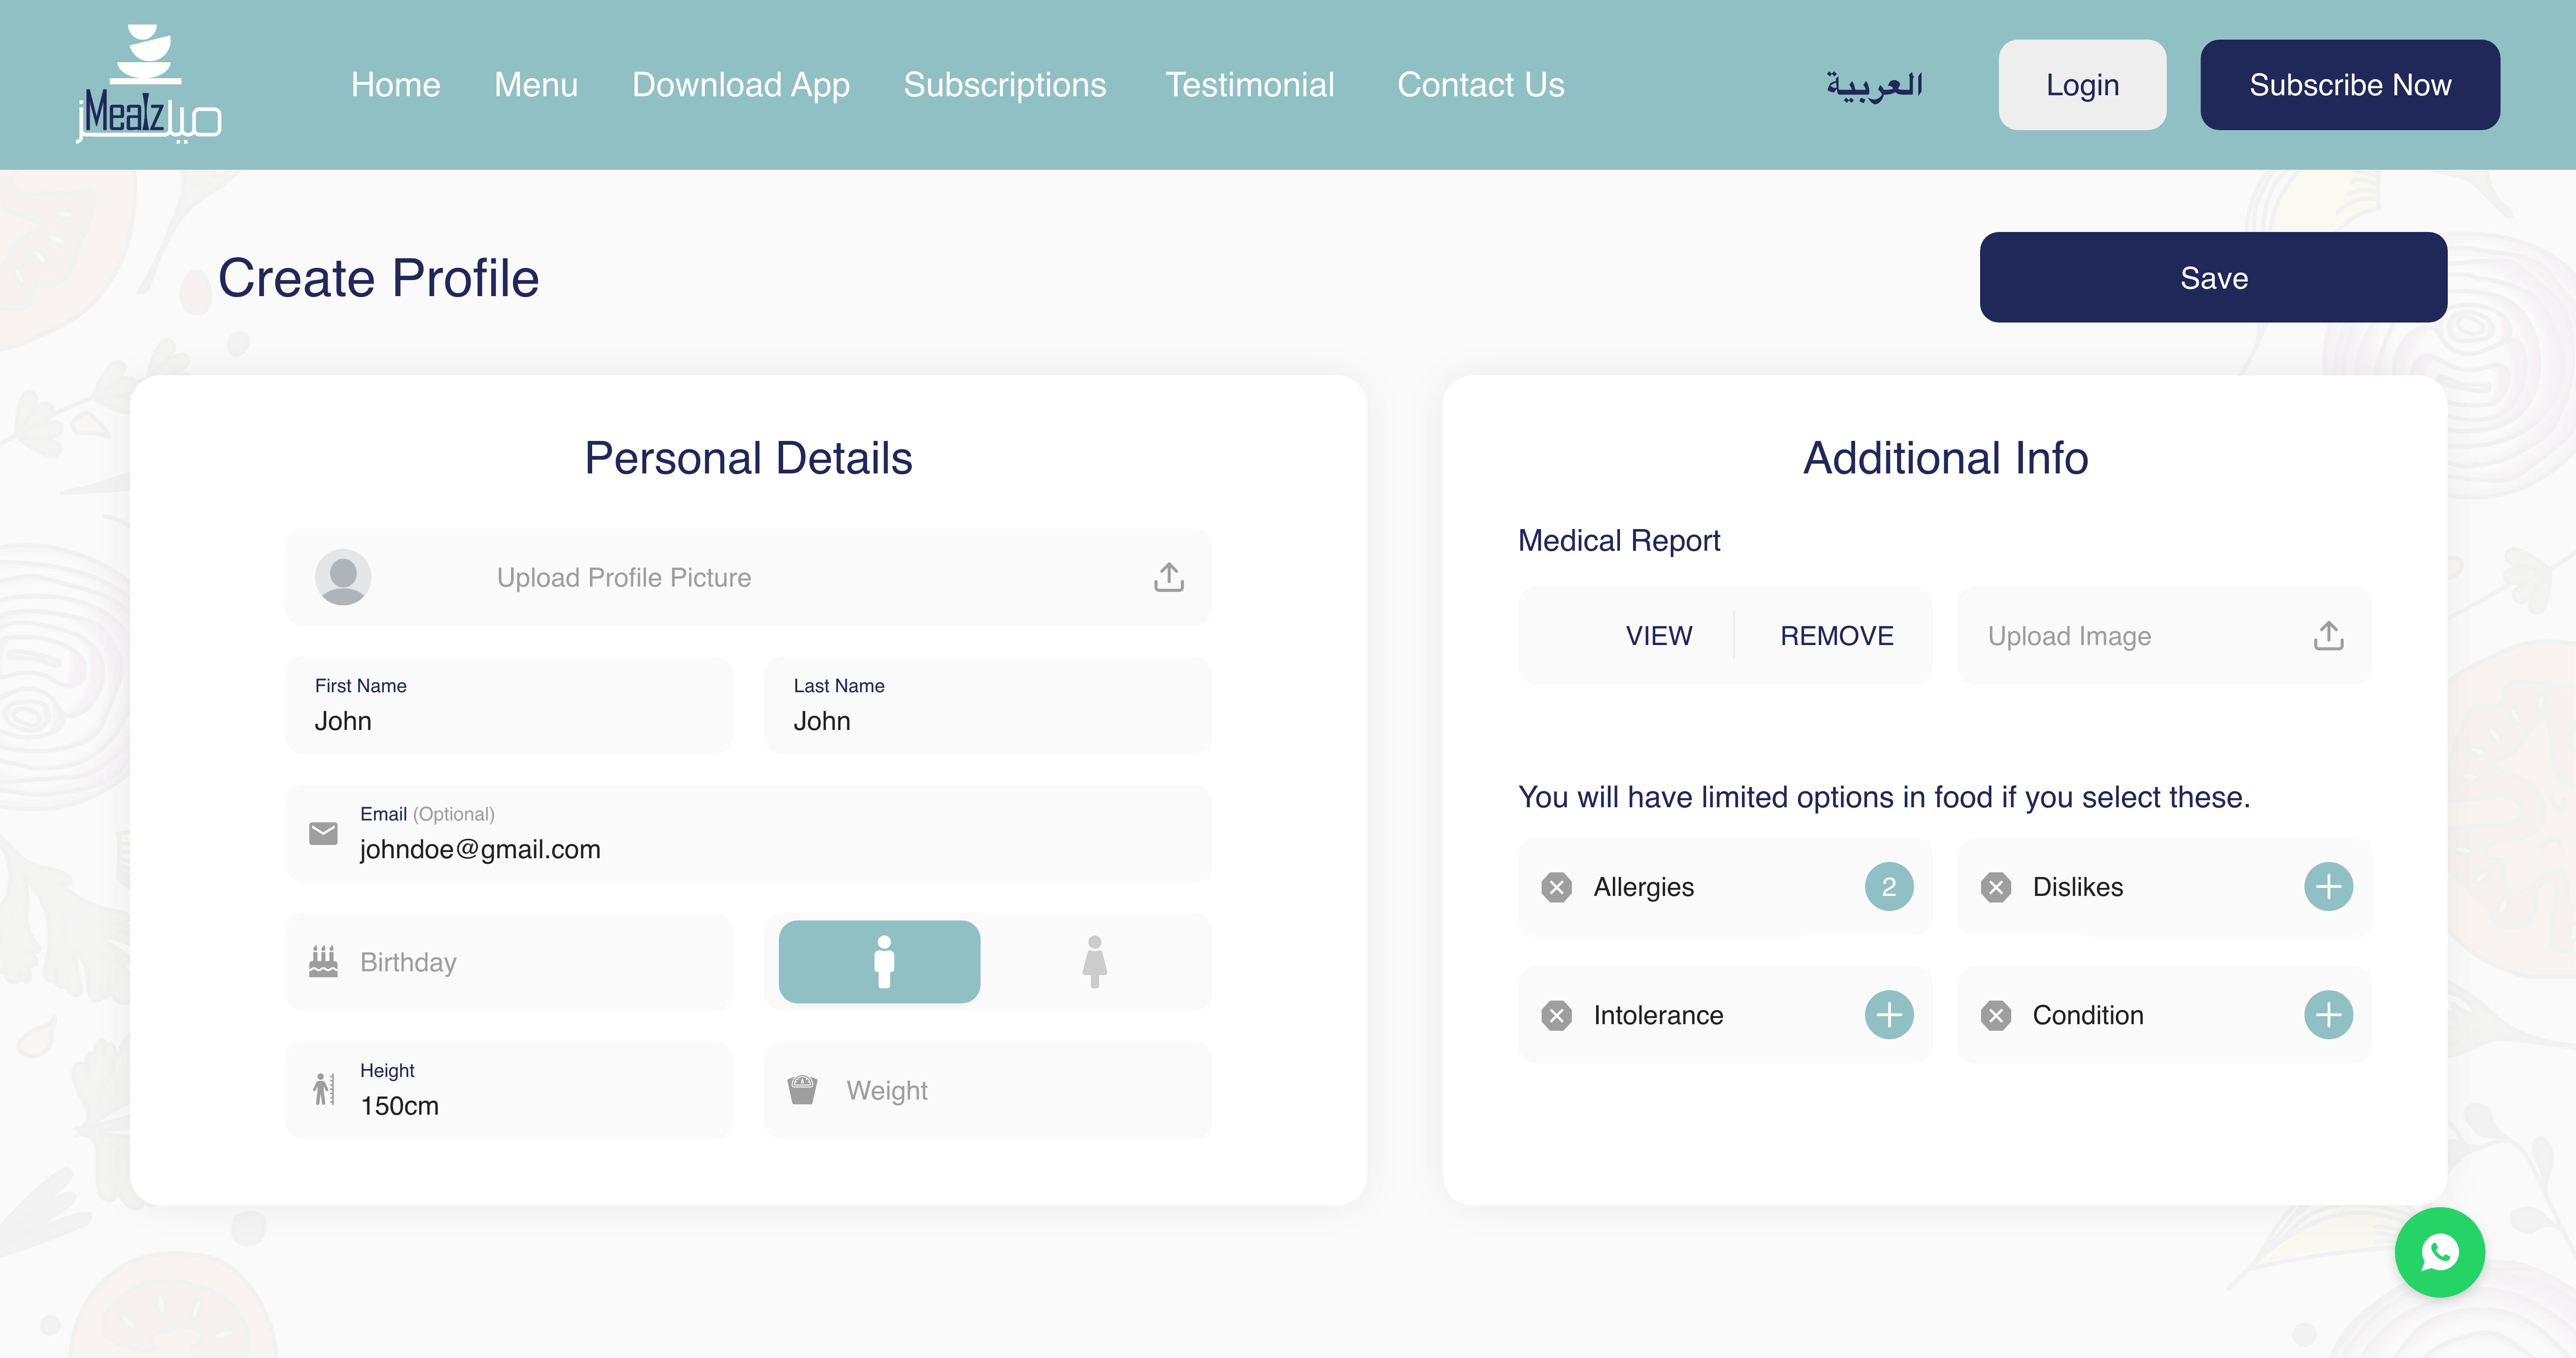 Mealz
ميلز
Home
Menu
Download App
Subscriptions
Testimonial
Contact Us
العربية
Login
Subscribe Now
Create Profile
Save
Personal Details
Upload Profile Picture
First Name
John
Last Name
John
Email (Optional)
johndoe@gmail.com
Birthday
Height
150cm
Weight
Additional Info
Medical Report
VIEW
REMOVE
Upload Image
You will have limited options in food if you select these.
Allergies
2
Dislikes
Intolerance
Condition